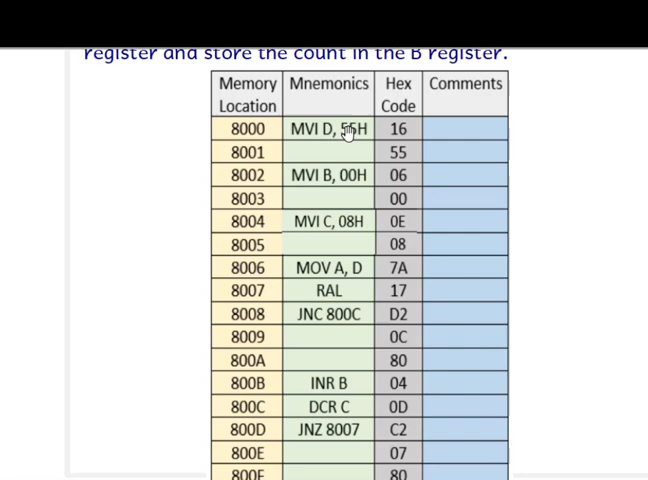 register and store the count in the B register.
Memory Location Mnemonics Hex Code Comments
8000 MVI D, 55H 16
8001 55
8002 MVI B, 00H 06
8003 00
8004 MVI C, 08H 0E
8005 08
8006 MOV A, D 7A
8007 RAL 17
8008 JNC 800C D2
8009 0C
800A 80
800B INR B 04
800C DCR C 0D
800D JNZ 8007 C2
800E 07
800F 80